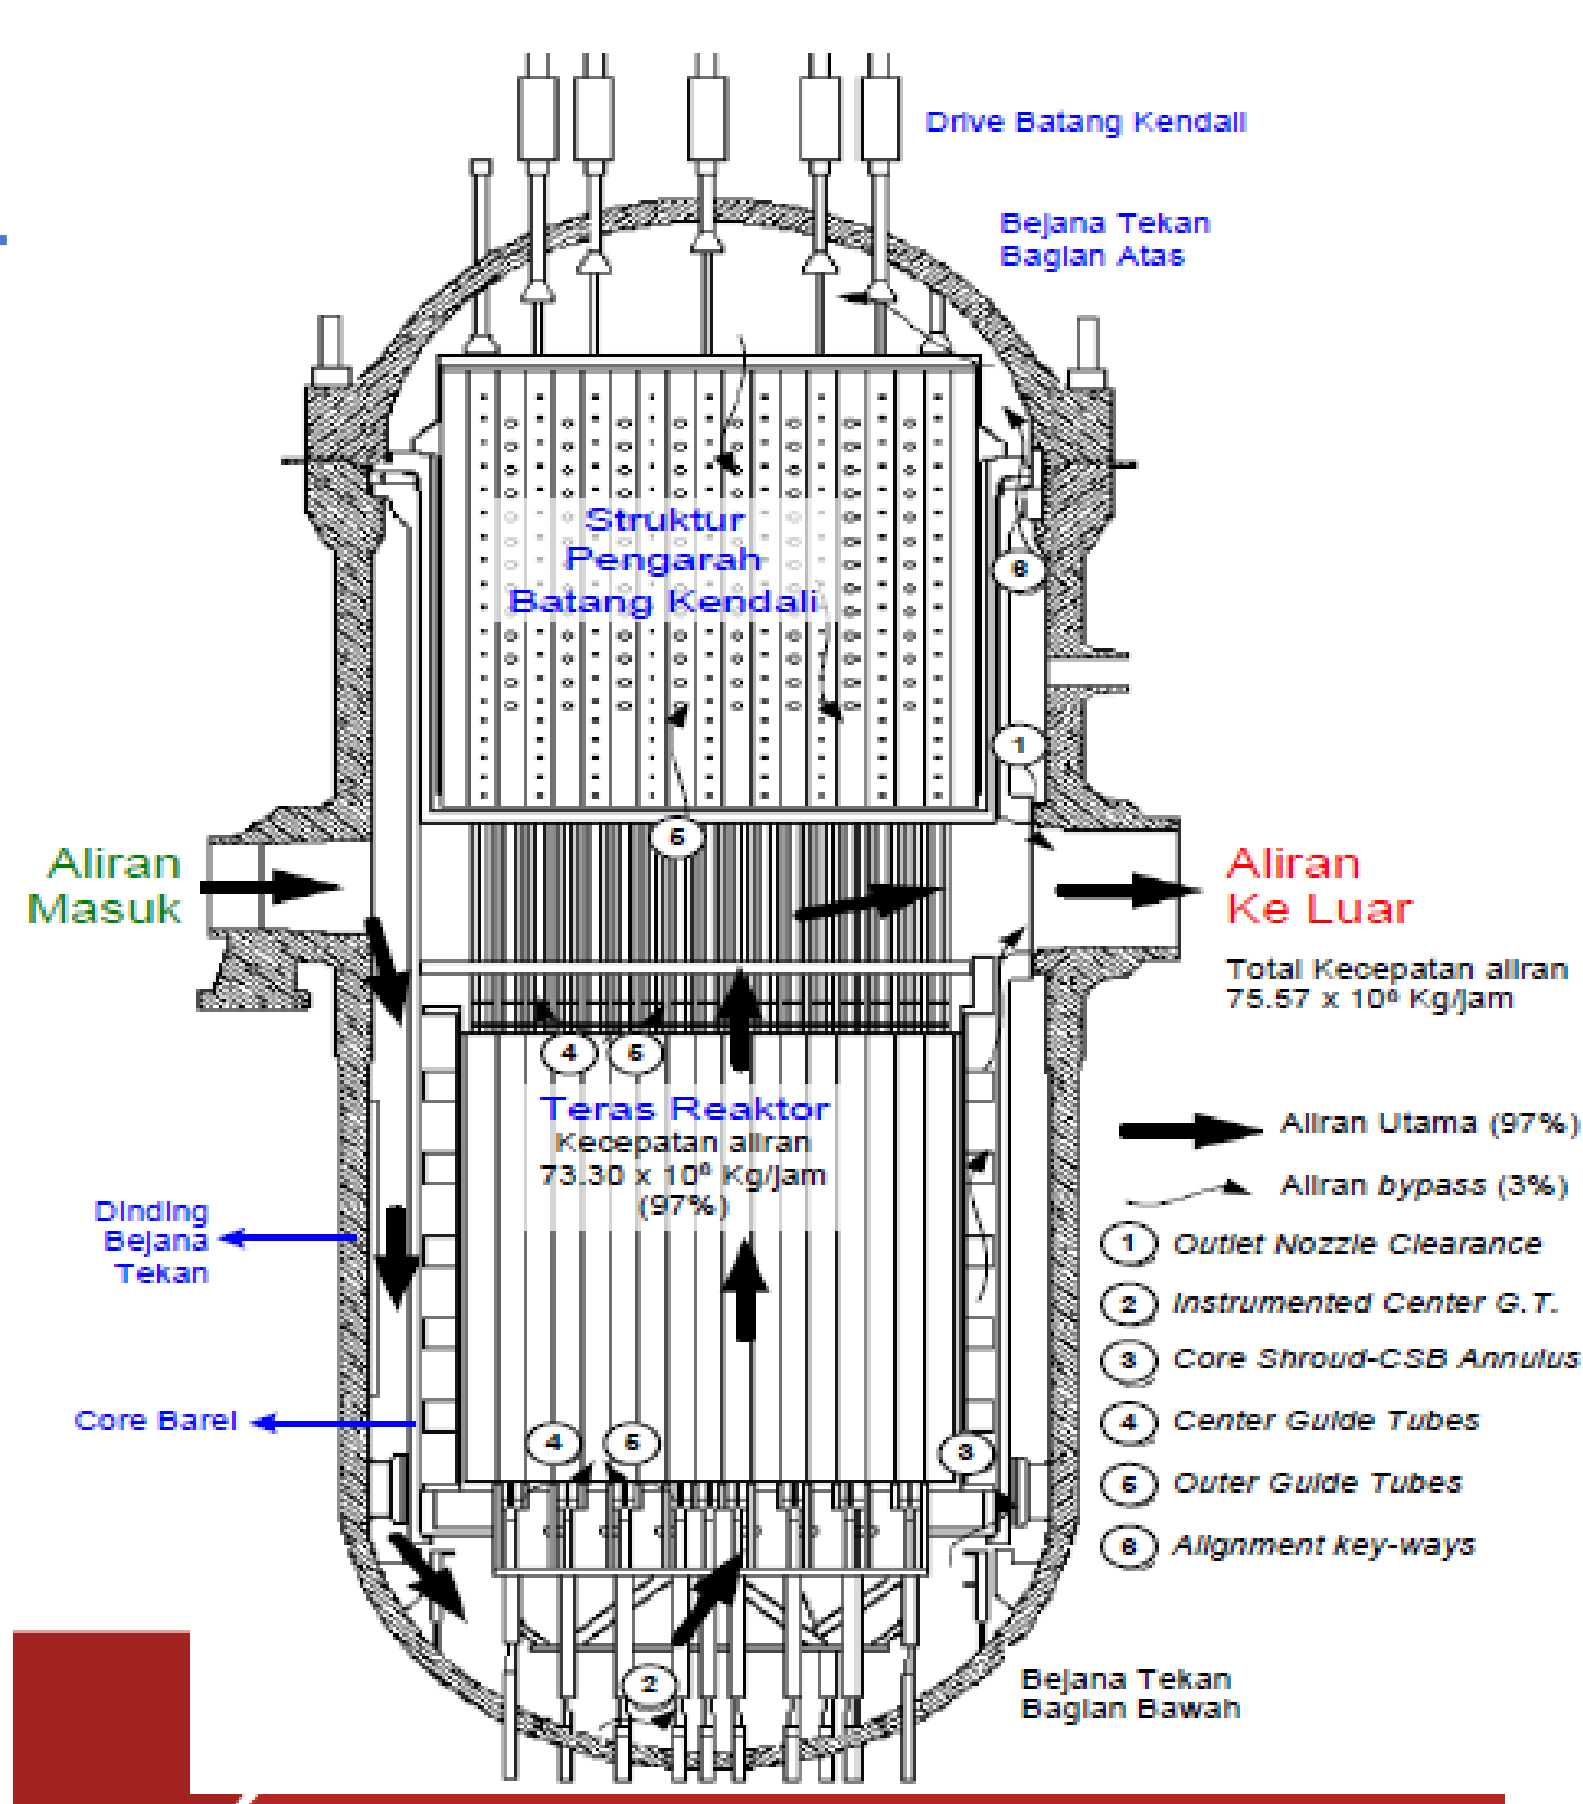 Drive Batang Kendali
Bejana Tekan
Bagian Atas
Struktur
Pengarah
Batang Kendali
6
1
5
Aliran
Masuk
Aliran
Ke Luar
Total Kecepatan aliran
75.57 x 10⁶ Kg/jam
4 5
Teras Reaktor
Kecepatan aliran
73.30 x 10⁶ Kg/jam
(97%)
Aliran Utama (97%)
Aliran bypass (3%)
Dinding
Bejana
Tekan
1 Outlet Nozzle Clearance
2 Instrumented Center G.T.
3 Core Shroud-CSB Annulus
Core Barel
4 Center Guide Tubes
4 5 3
5 Outer Guide Tubes
6 Alignment key-ways
2
Bejana Tekan
Bagian Bawah